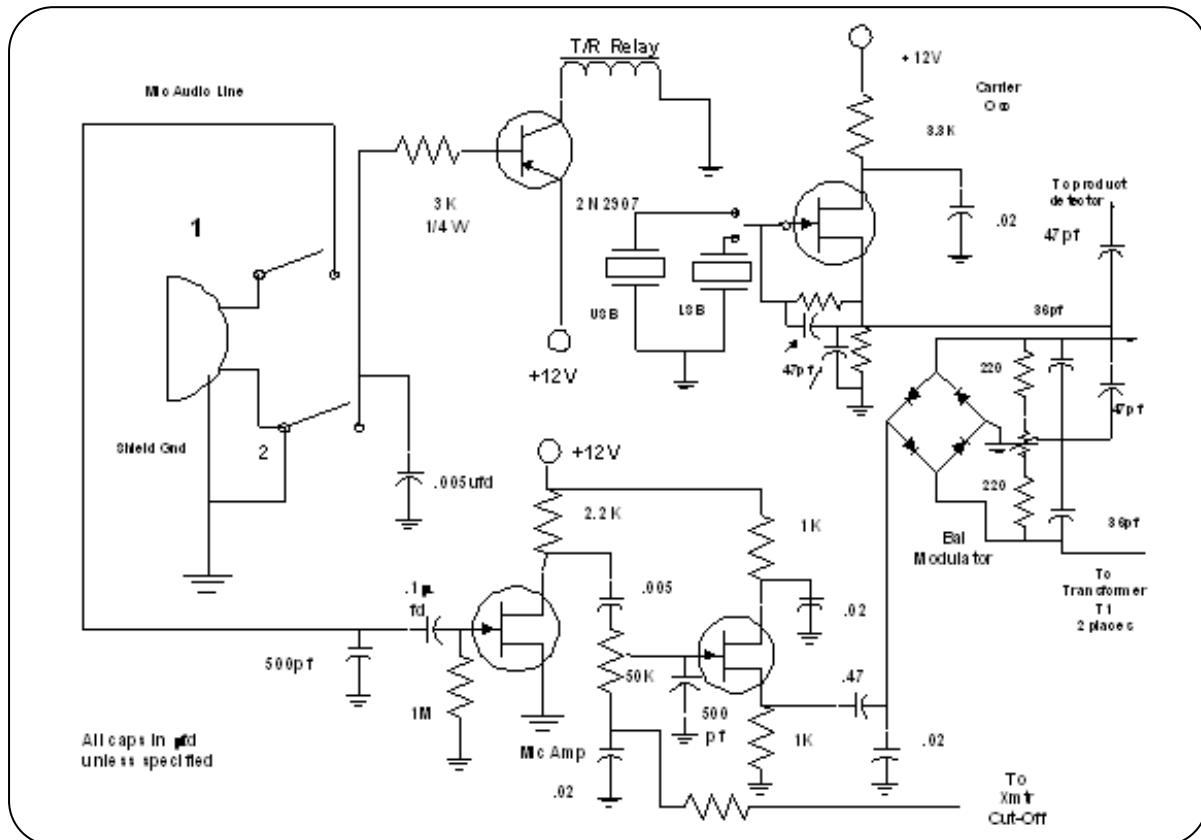 T/R Relay
+12V
Mic Audio Line
Carrier
Osc
3.3K
1
3K
1/4 W
2N2907
To product
detector
.02
47pf
USB
LSB
36pf
47pf
+12V
220
47pf
Shield Gnd
2
+12V
.005ufd
2.2K
220
1K
36pf
Bal
Modulator
.1µ
fd
.005
.02
To
Transformer
T1
2 places
500pf
50K
.47
1M
500
pf
1K
.02
All caps in µfd
unless specified
Mic Amp
.02
To
Xmtr
Cut-Off